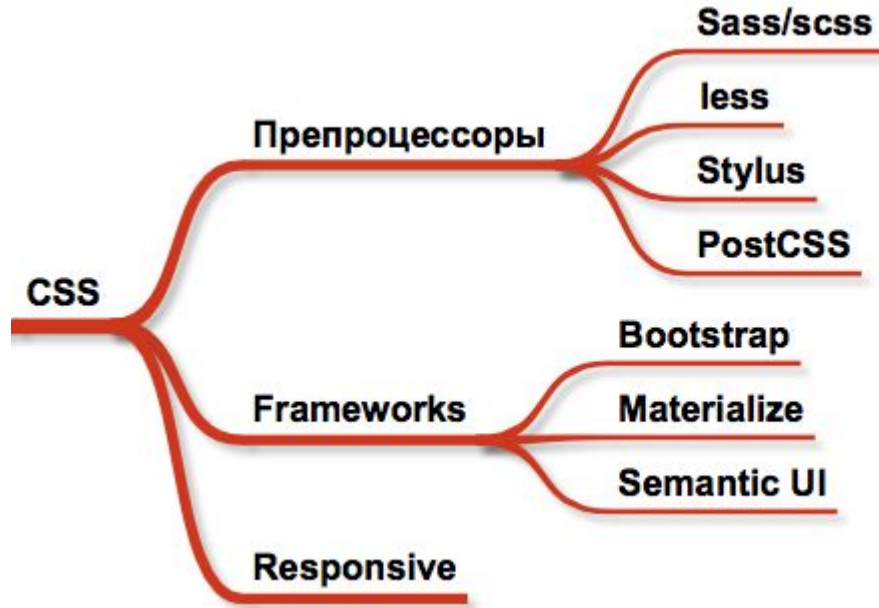 CSS
Препроцессоры
Sass/scss
less
Stylus
PostCSS
Frameworks
Bootstrap
Materialize
Semantic UI
Responsive